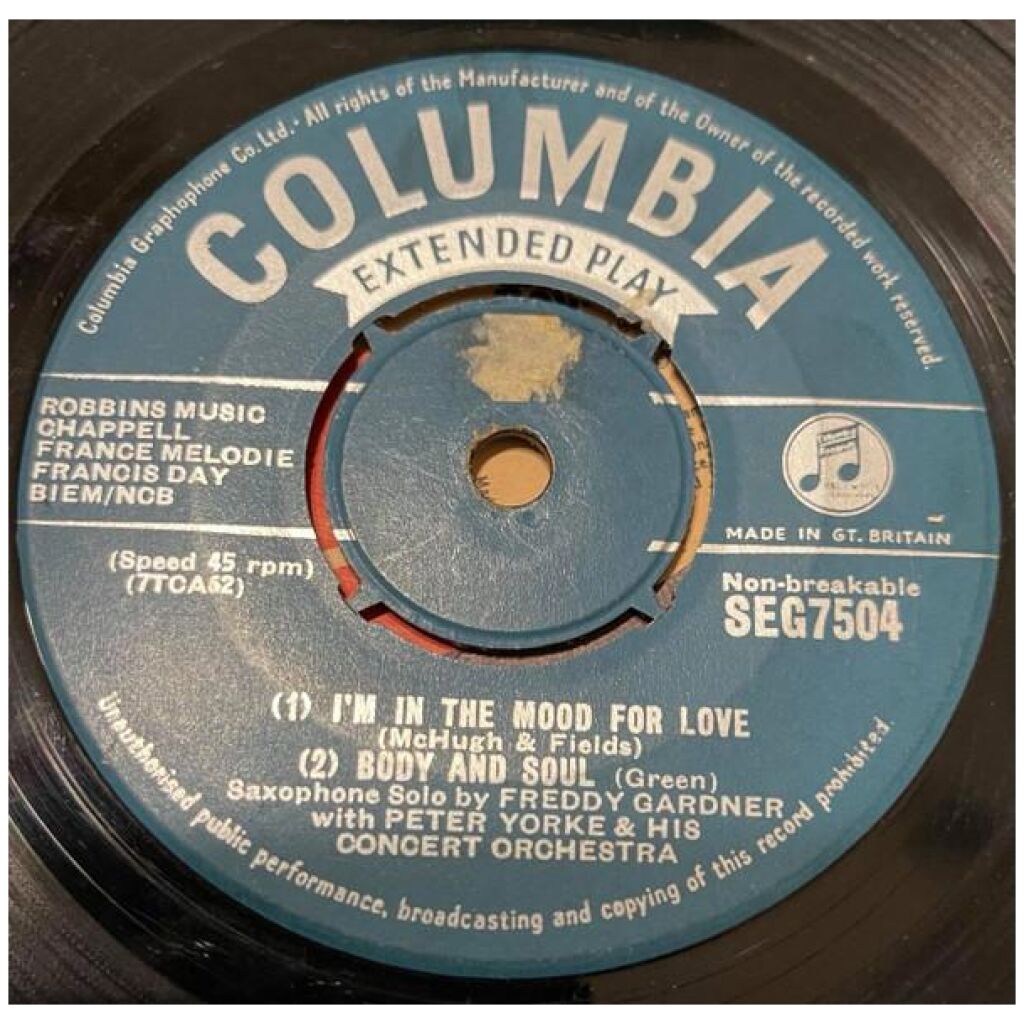 Columbia Graphophone Co. Ltd. · All rights of the Manufacturer and of the Owner of the recorded work reserved.
COLUMBIA
EXTENDED PLAY
ROBBINS MUSIC
CHAPPELL
FRANCE MELODIE
FRANCIS DAY
BIEM/NCB
MADE IN GT. BRITAIN
(Speed 45 rpm)
(7TCA52)
Non-breakable
SEG7504
(1) I'M IN THE MOOD FOR LOVE
(McHugh & Fields)
(2) BODY AND SOUL (Green)
Saxophone Solo by FREDDY GARDNER
with PETER YORKE & HIS
CONCERT ORCHESTRA
Unauthorised public performance, broadcasting and copying of this record prohibited.